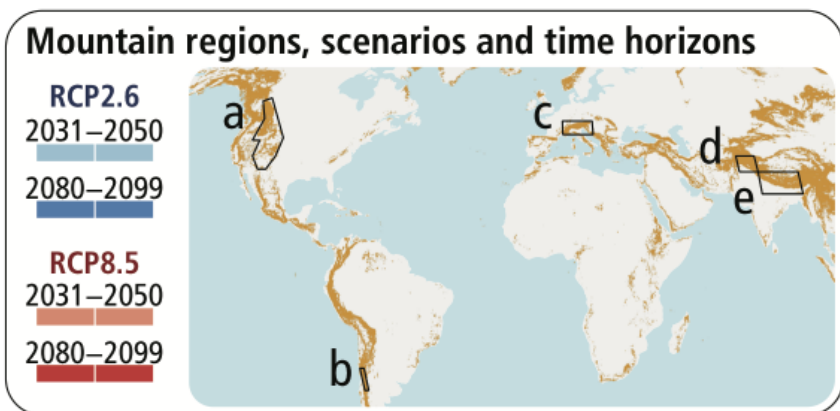 Mountain regions, scenarios and time horizons
RCP2.6
2031–2050
2080–2099
RCP8.5
2031–2050
2080–2099
a
b
c
d
e